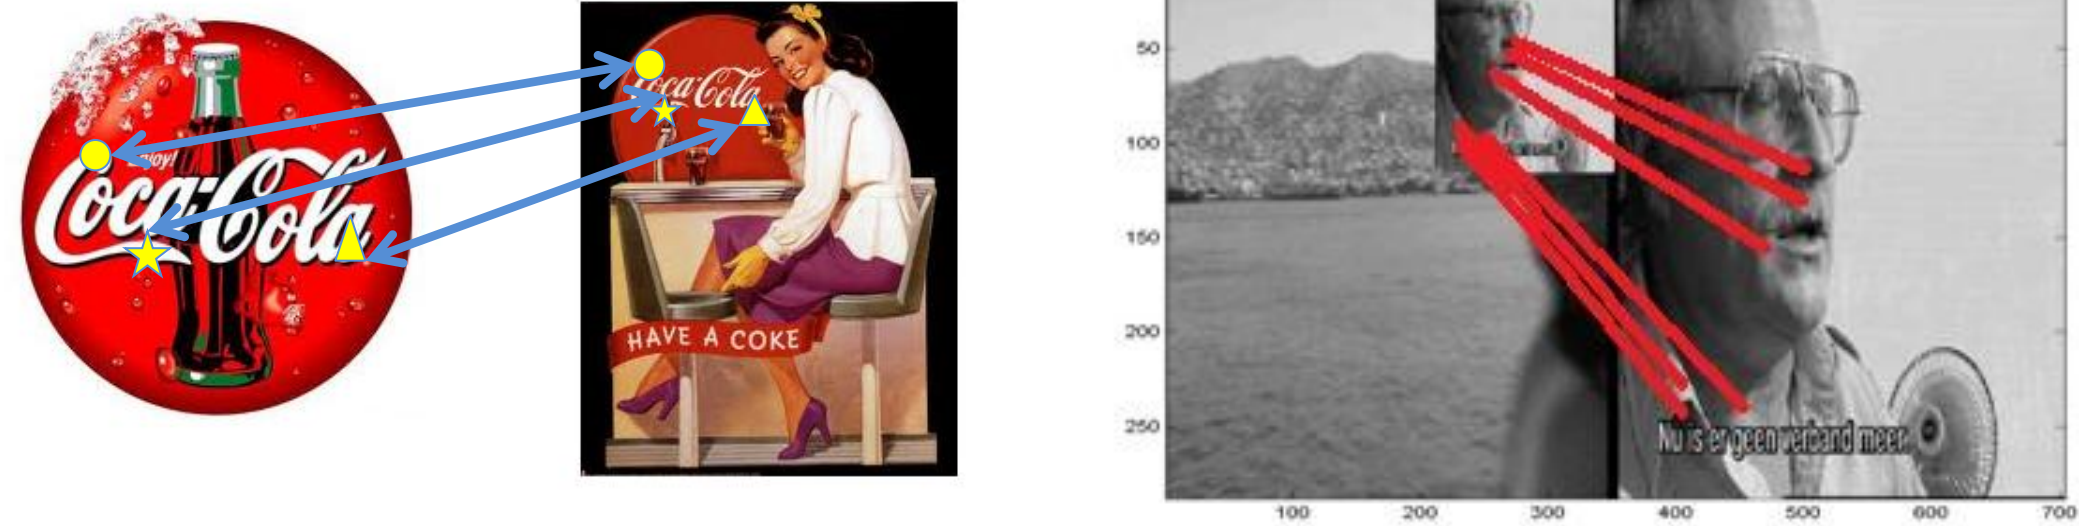 Enjoy!
Coca-Cola
Coca-Cola
HAVE A COKE
50
100
150
200
250
Nu is er geen verband meer.
100 200 300 400 500 600 700